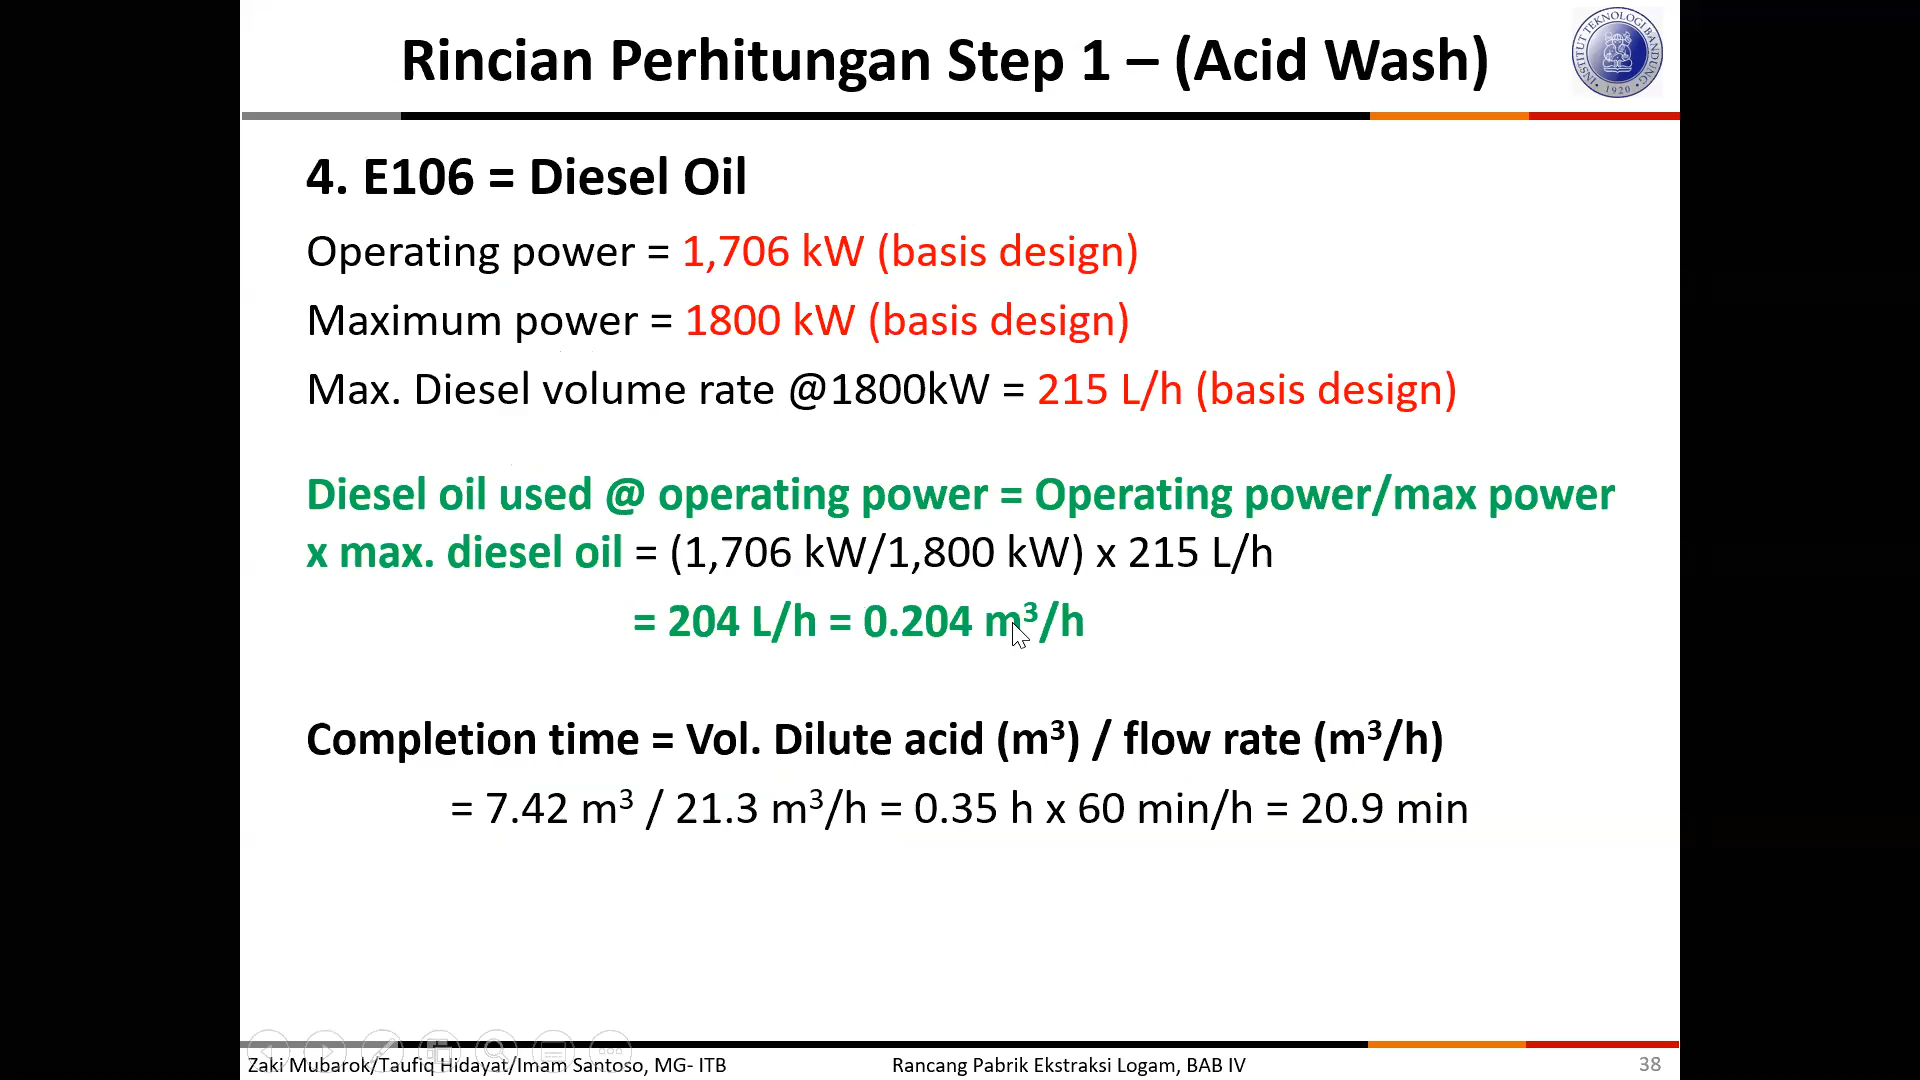 Rincian Perhitungan Step 1 – (Acid Wash)
INSTITUT TEKNOLOGI BANDUNG
1920
4. E106 = Diesel Oil
Operating power = 1,706 kW (basis design)
Maximum power = 1800 kW (basis design)
Max. Diesel volume rate @1800kW = 215 L/h (basis design)
Diesel oil used @ operating power = Operating power/max power
x max. diesel oil = (1,706 kW/1,800 kW) x 215 L/h
= 204 L/h = 0.204 m³/h
Completion time = Vol. Dilute acid (m³) / flow rate (m³/h)
= 7.42 m³ / 21.3 m³/h = 0.35 h x 60 min/h = 20.9 min
Zaki Mubarok/Taufiq Hidayat/Imam Santoso, MG- ITB
Rancang Pabrik Ekstraksi Logam, BAB IV
38